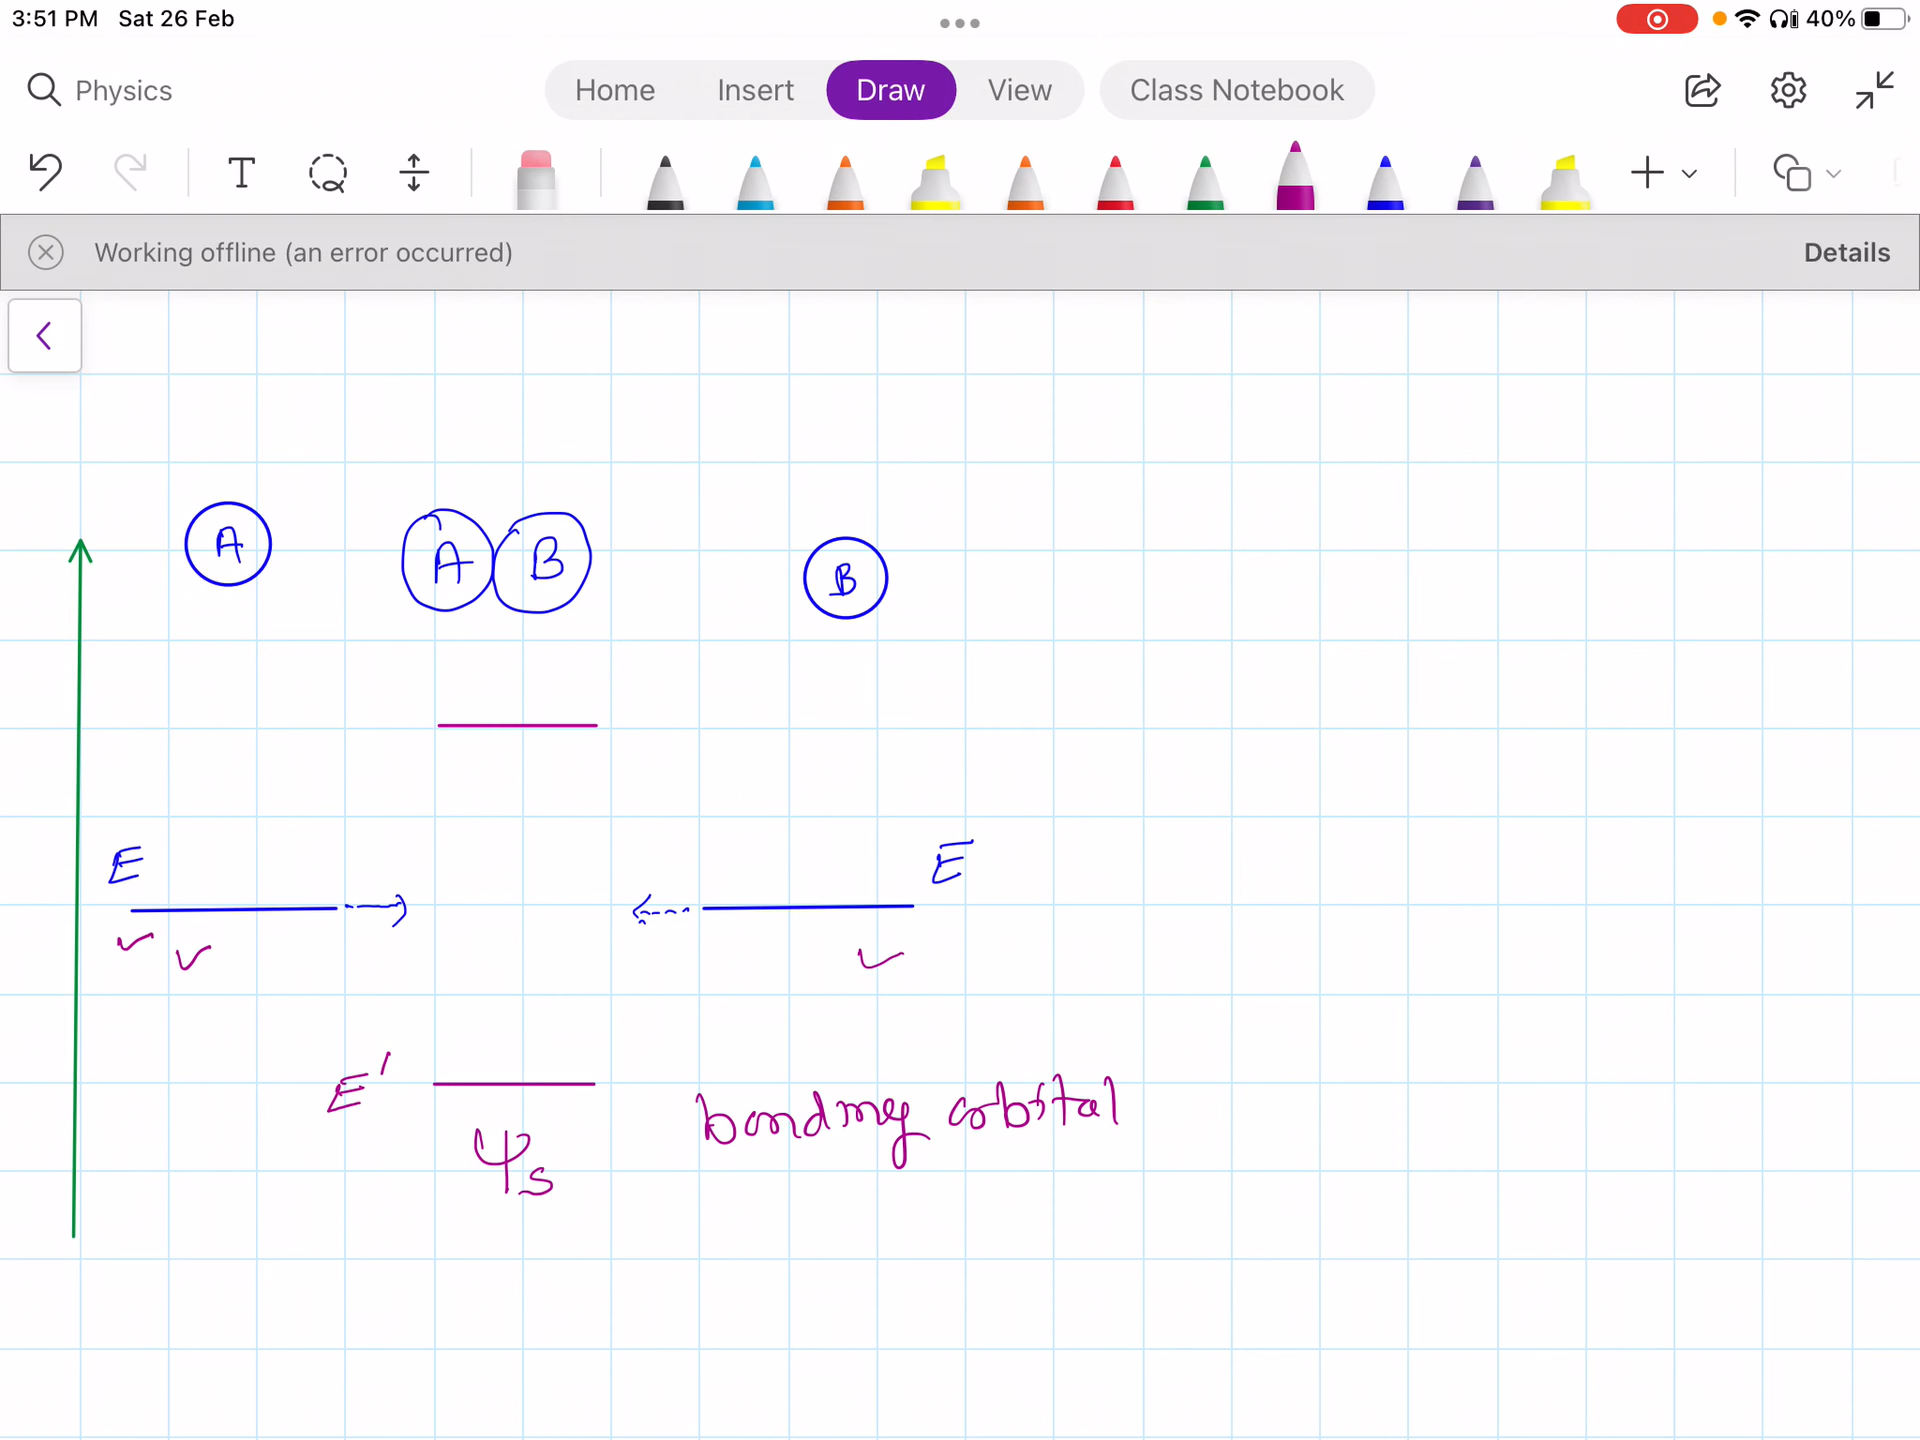 3:51 PM Sat 26 Feb
40%
Physics
Home Insert Draw View Class Notebook
T
Working offline (an error occurred) Details
A A B B
E E
E' bonding orbital
ψs